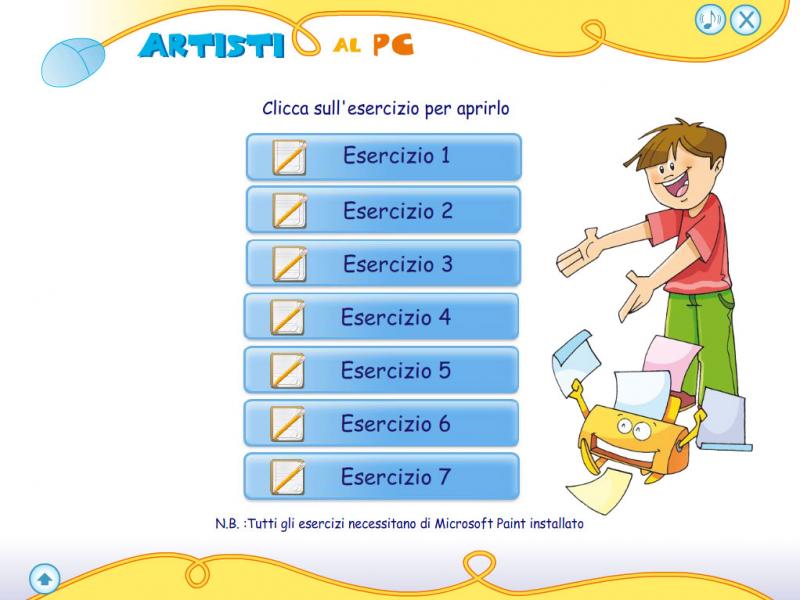 ARTISTI AL PC
Clicca sull'esercizio per aprirlo
Esercizio 1
Esercizio 2
Esercizio 3
Esercizio 4
Esercizio 5
Esercizio 6
Esercizio 7
N.B. :Tutti gli esercizi necessitano di Microsoft Paint installato